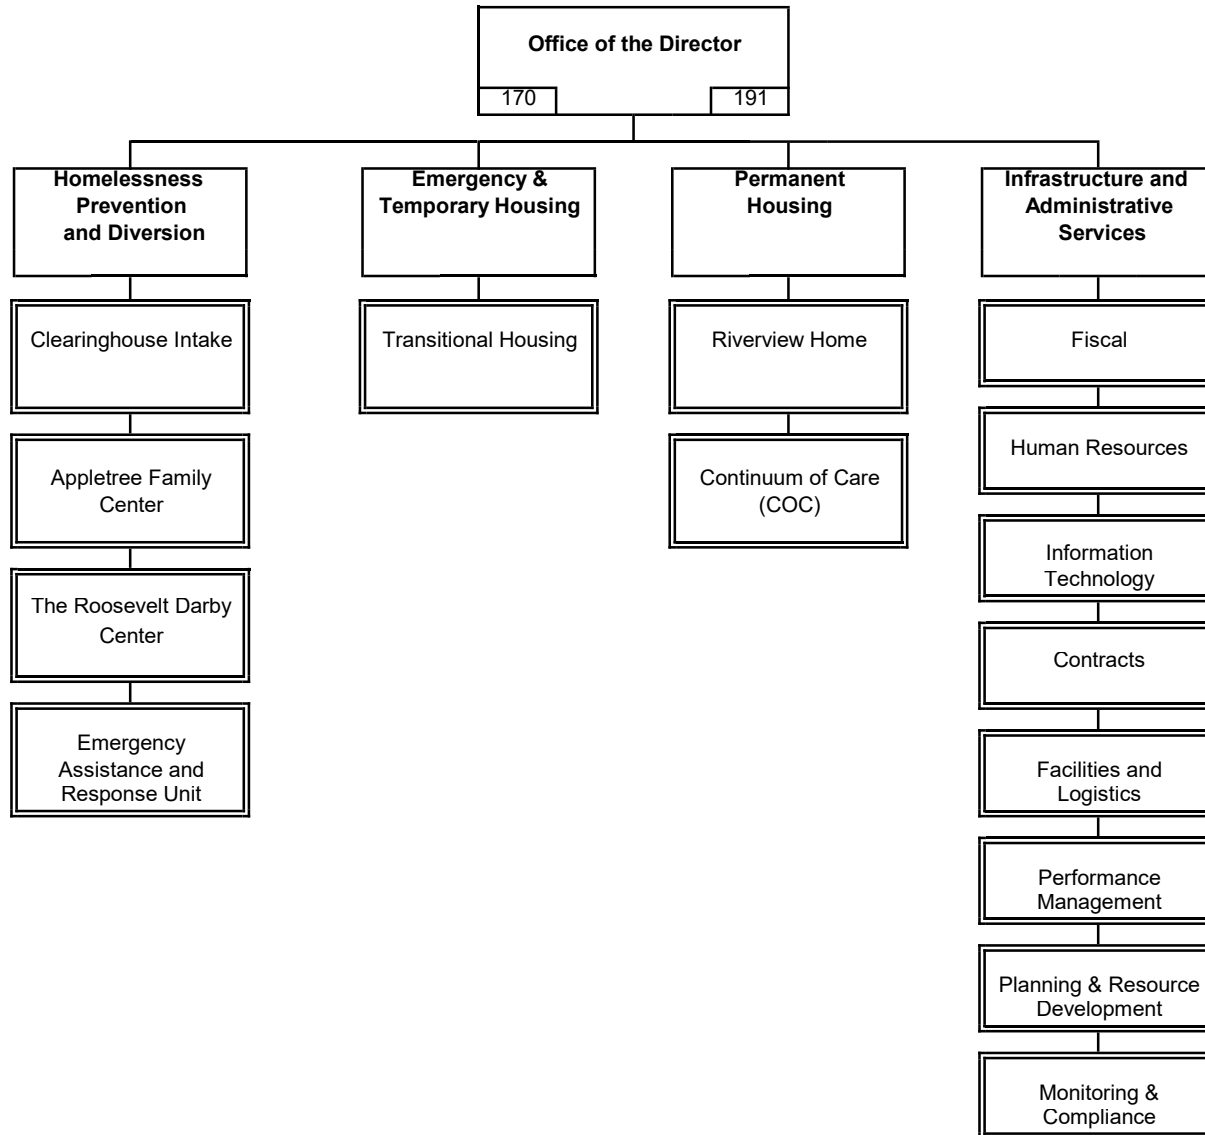 Office of the Director
170
191
Homelessness
Prevention
and Diversion
Emergency &
Temporary Housing
Permanent
Housing
Infrastructure and
Administrative
Services
Clearinghouse Intake
Transitional Housing
Riverview Home
Fiscal
Appletree Family
Center
Continuum of Care
(COC)
Human Resources
The Roosevelt Darby
Center
Information
Technology
Emergency
Assistance and
Response Unit
Contracts
Facilities and
Logistics
Performance
Management
Planning & Resource
Development
Monitoring &
Compliance